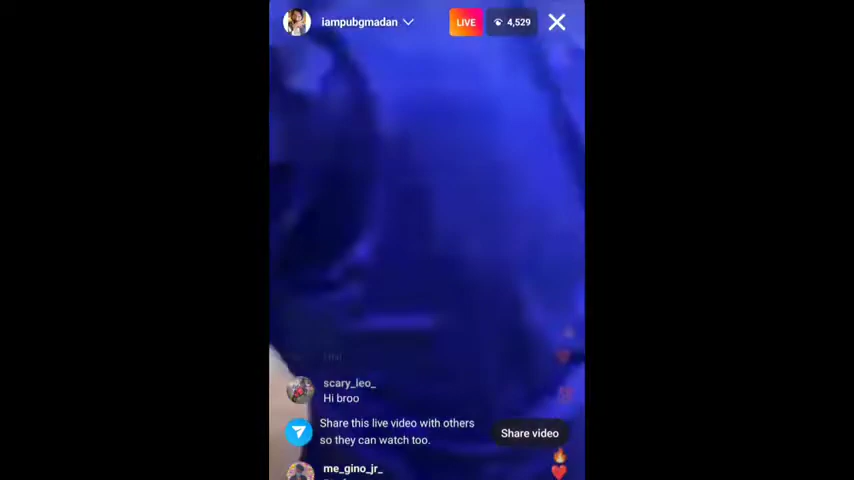 iampubgmadan
LIVE
4,529
scary_leo_
Hi broo
Share this live video with others
so they can watch too.
Share video
me_gino_jr_